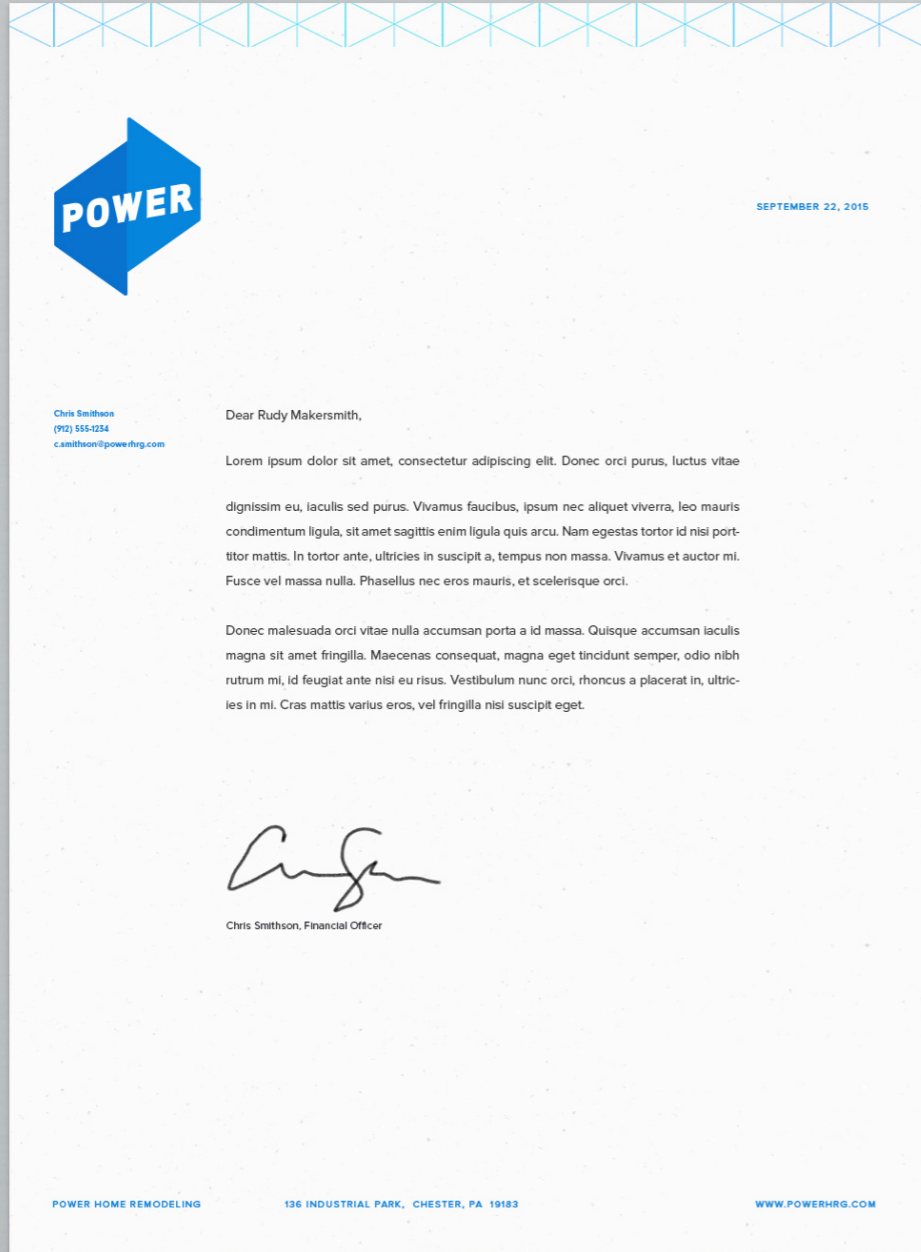 POWER
SEPTEMBER 22, 2015
Chris Smithson
(912) 555-1234
c.smithson@powerhrg.com
Dear Rudy Makersmith,
Lorem ipsum dolor sit amet, consectetur adipiscing elit. Donec orci purus, luctus vitae
dignissim eu, iaculis sed purus. Vivamus faucibus, ipsum nec aliquet viverra, leo mauris
condimentum ligula, sit amet sagittis enim ligula quis arcu. Nam egestas tortor id nisi port-
titor mattis. In tortor ante, ultricies in suscipit a, tempus non massa. Vivamus et auctor mi.
Fusce vel massa nulla. Phasellus nec eros mauris, et scelerisque orci.
Donec malesuada orci vitae nulla accumsan porta a id massa. Quisque accumsan iaculis
magna sit amet fringilla. Maecenas consequat, magna eget tincidunt semper, odio nibh
rutrum mi, id feugiat ante nisi eu risus. Vestibulum nunc orci, rhoncus a placerat in, ultric-
ies in mi. Cras mattis varius eros, vel fringilla nisi suscipit eget.
Chris Smithson, Financial Officer
POWER HOME REMODELING
136 INDUSTRIAL PARK, CHESTER, PA 19183
WWW.POWERHRG.COM